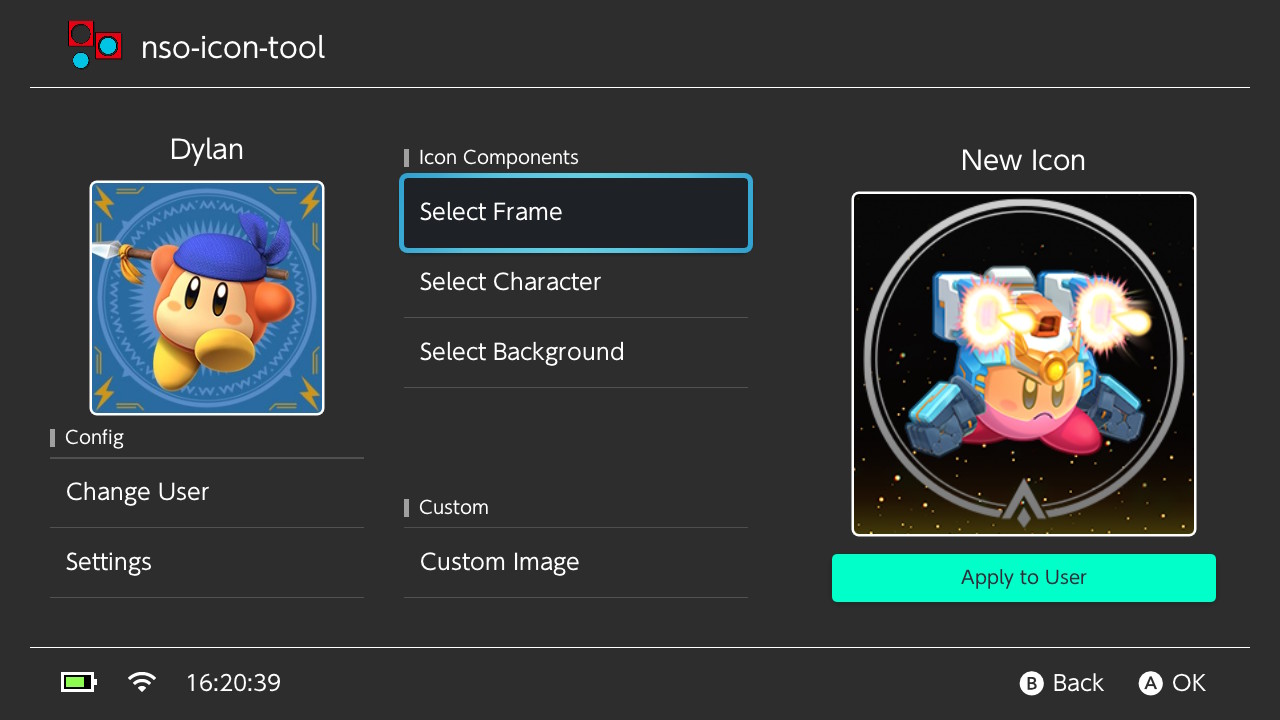 nso-icon-tool
Dylan
Config
Change User
Settings
Icon Components
Select Frame
Select Character
Select Background
Custom
Custom Image
New Icon
Apply to User
16:20:39
B Back
A OK